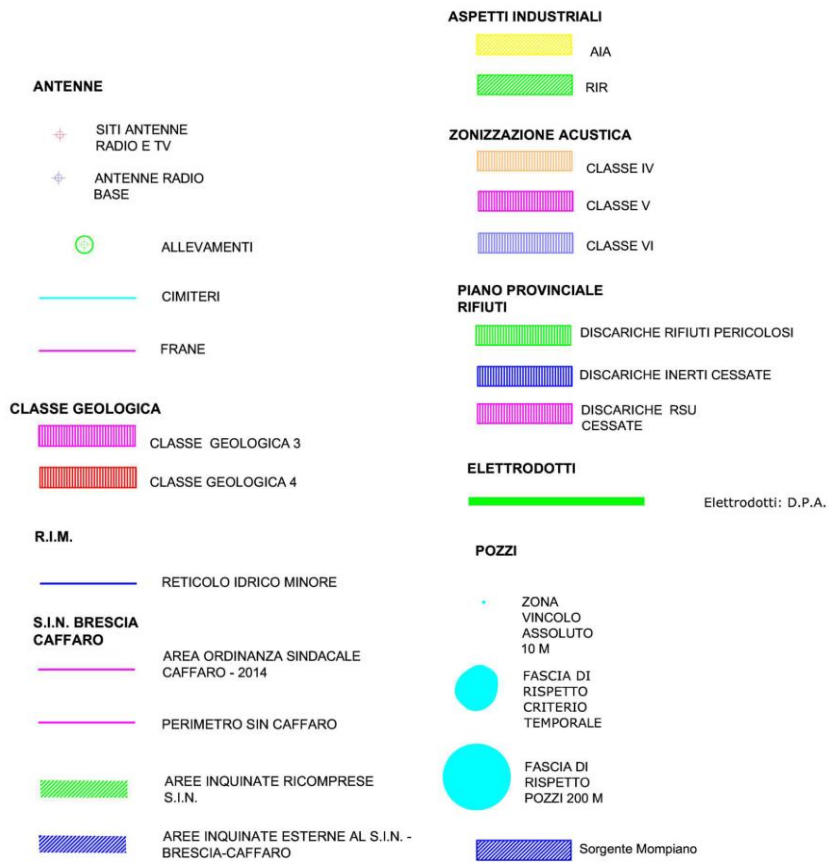 ANTENNE
SITI ANTENNE
RADIO E TV
ANTENNE RADIO
BASE
ALLEVAMENTI
CIMITERI
FRANE
CLASSE GEOLOGICA
CLASSE GEOLOGICA 3
CLASSE GEOLOGICA 4
R.I.M.
RETICOLO IDRICO MINORE
S.I.N. BRESCIA
CAFFARO
AREA ORDINANZA SINDACALE
CAFFARO - 2014
PERIMETRO SIN CAFFARO
AREE INQUINATE RICOMPRESE
S.I.N.
AREE INQUINATE ESTERNE AL S.I.N. -
BRESCIA-CAFFARO
ASPETTI INDUSTRIALI
AIA
RIR
ZONIZZAZIONE ACUSTICA
CLASSE IV
CLASSE V
CLASSE VI
PIANO PROVINCIALE
RIFIUTI
DISCARICHE RIFIUTI PERICOLOSI
DISCARICHE INERTI CESSATE
DISCARICHE RSU
CESSATE
ELETTRODOTTI
Elettrodotti: D.P.A.
POZZI
ZONA
VINCOLO
ASSOLUTO
10 M
FASCIA DI
RISPETTO
CRITERIO
TEMPORALE
FASCIA DI
RISPETTO
POZZI 200 M
Sorgente Mompiano